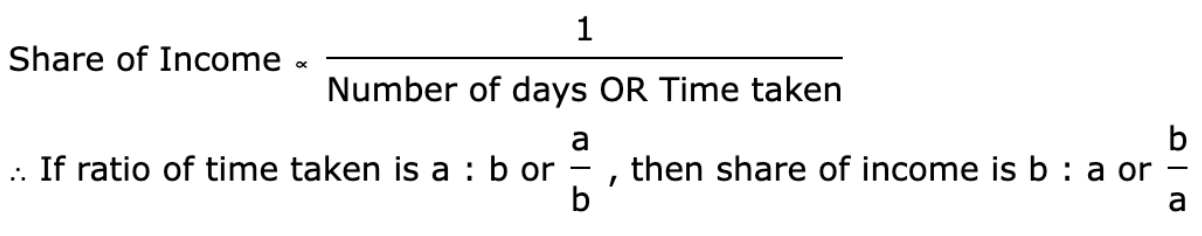 1
Share of Income ∝
Number of days OR Time taken
a b
∴ If ratio of time taken is a : b or — , then share of income is b : a or —
b a